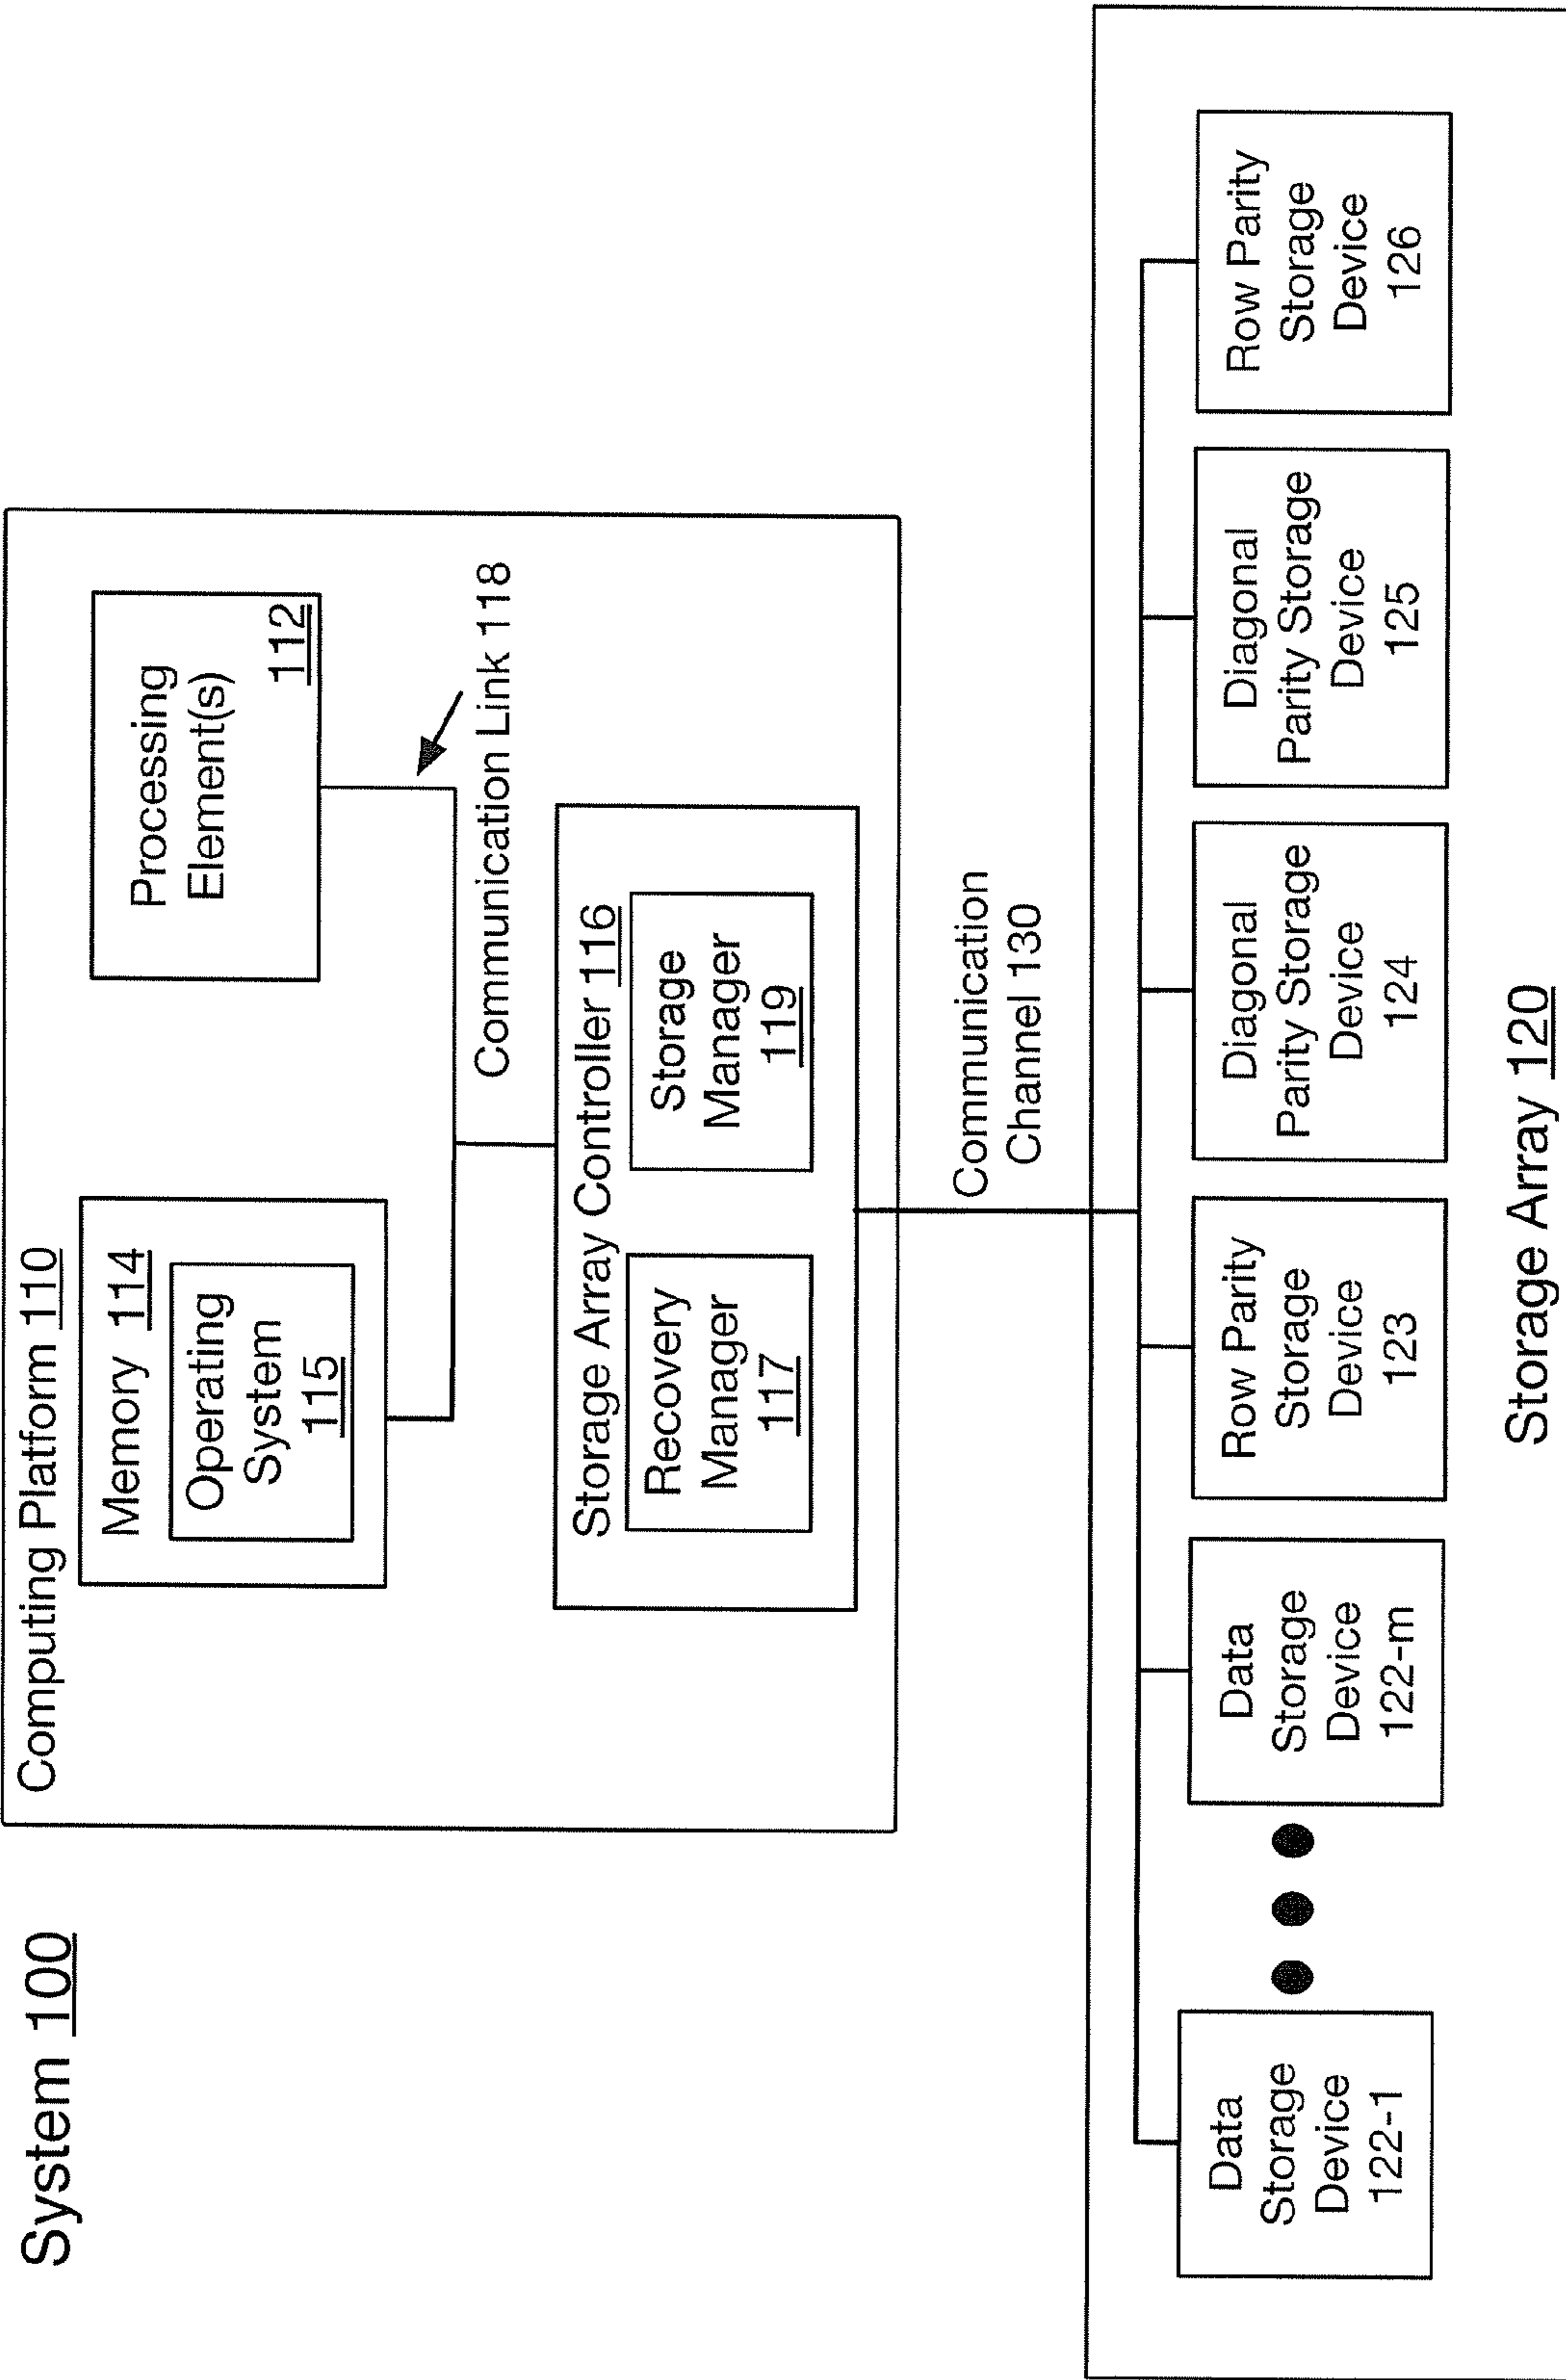 System 100
Computing Platform 110
Memory 114
Operating
System
115
Processing
Element(s)
112
Communication Link 118
Storage Array Controller 116
Recovery
Manager
117
Storage
Manager
119
Communication
Channel 130
Data
Storage
Device
122-1
Data
Storage
Device
122-m
Row Parity
Storage
Device
123
Diagonal
Parity Storage
Device
124
Diagonal
Parity Storage
Device
125
Row Parity
Storage
Device
126
Storage Array 120